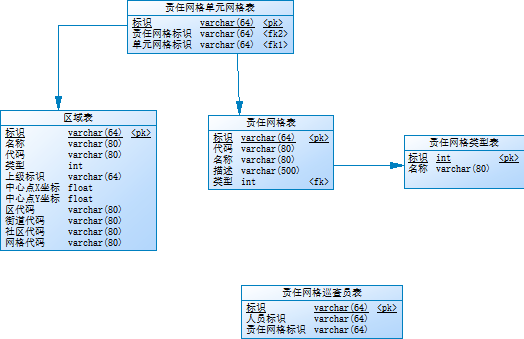 责任网格单元网格表
标识 varchar(64) <pk>
责任网格标识 varchar(64) <fk2>
单元网格标识 varchar(64) <fk1>
区域表
标识 varchar(64) <pk>
名称 varchar(80)
代码 varchar(80)
类型 int
上级标识 varchar(64)
中心点X坐标 float
中心点Y坐标 float
区代码 varchar(80)
街道代码 varchar(80)
社区代码 varchar(80)
网格代码 varchar(80)
责任网格表
标识 varchar(64) <pk>
代码 varchar(80)
名称 varchar(80)
描述 varchar(500)
类型 int <fk>
责任网格类型表
标识 int <pk>
名称 varchar(80)
责任网格巡查员表
标识 varchar(64) <pk>
人员标识 varchar(64)
责任网格标识 varchar(64)